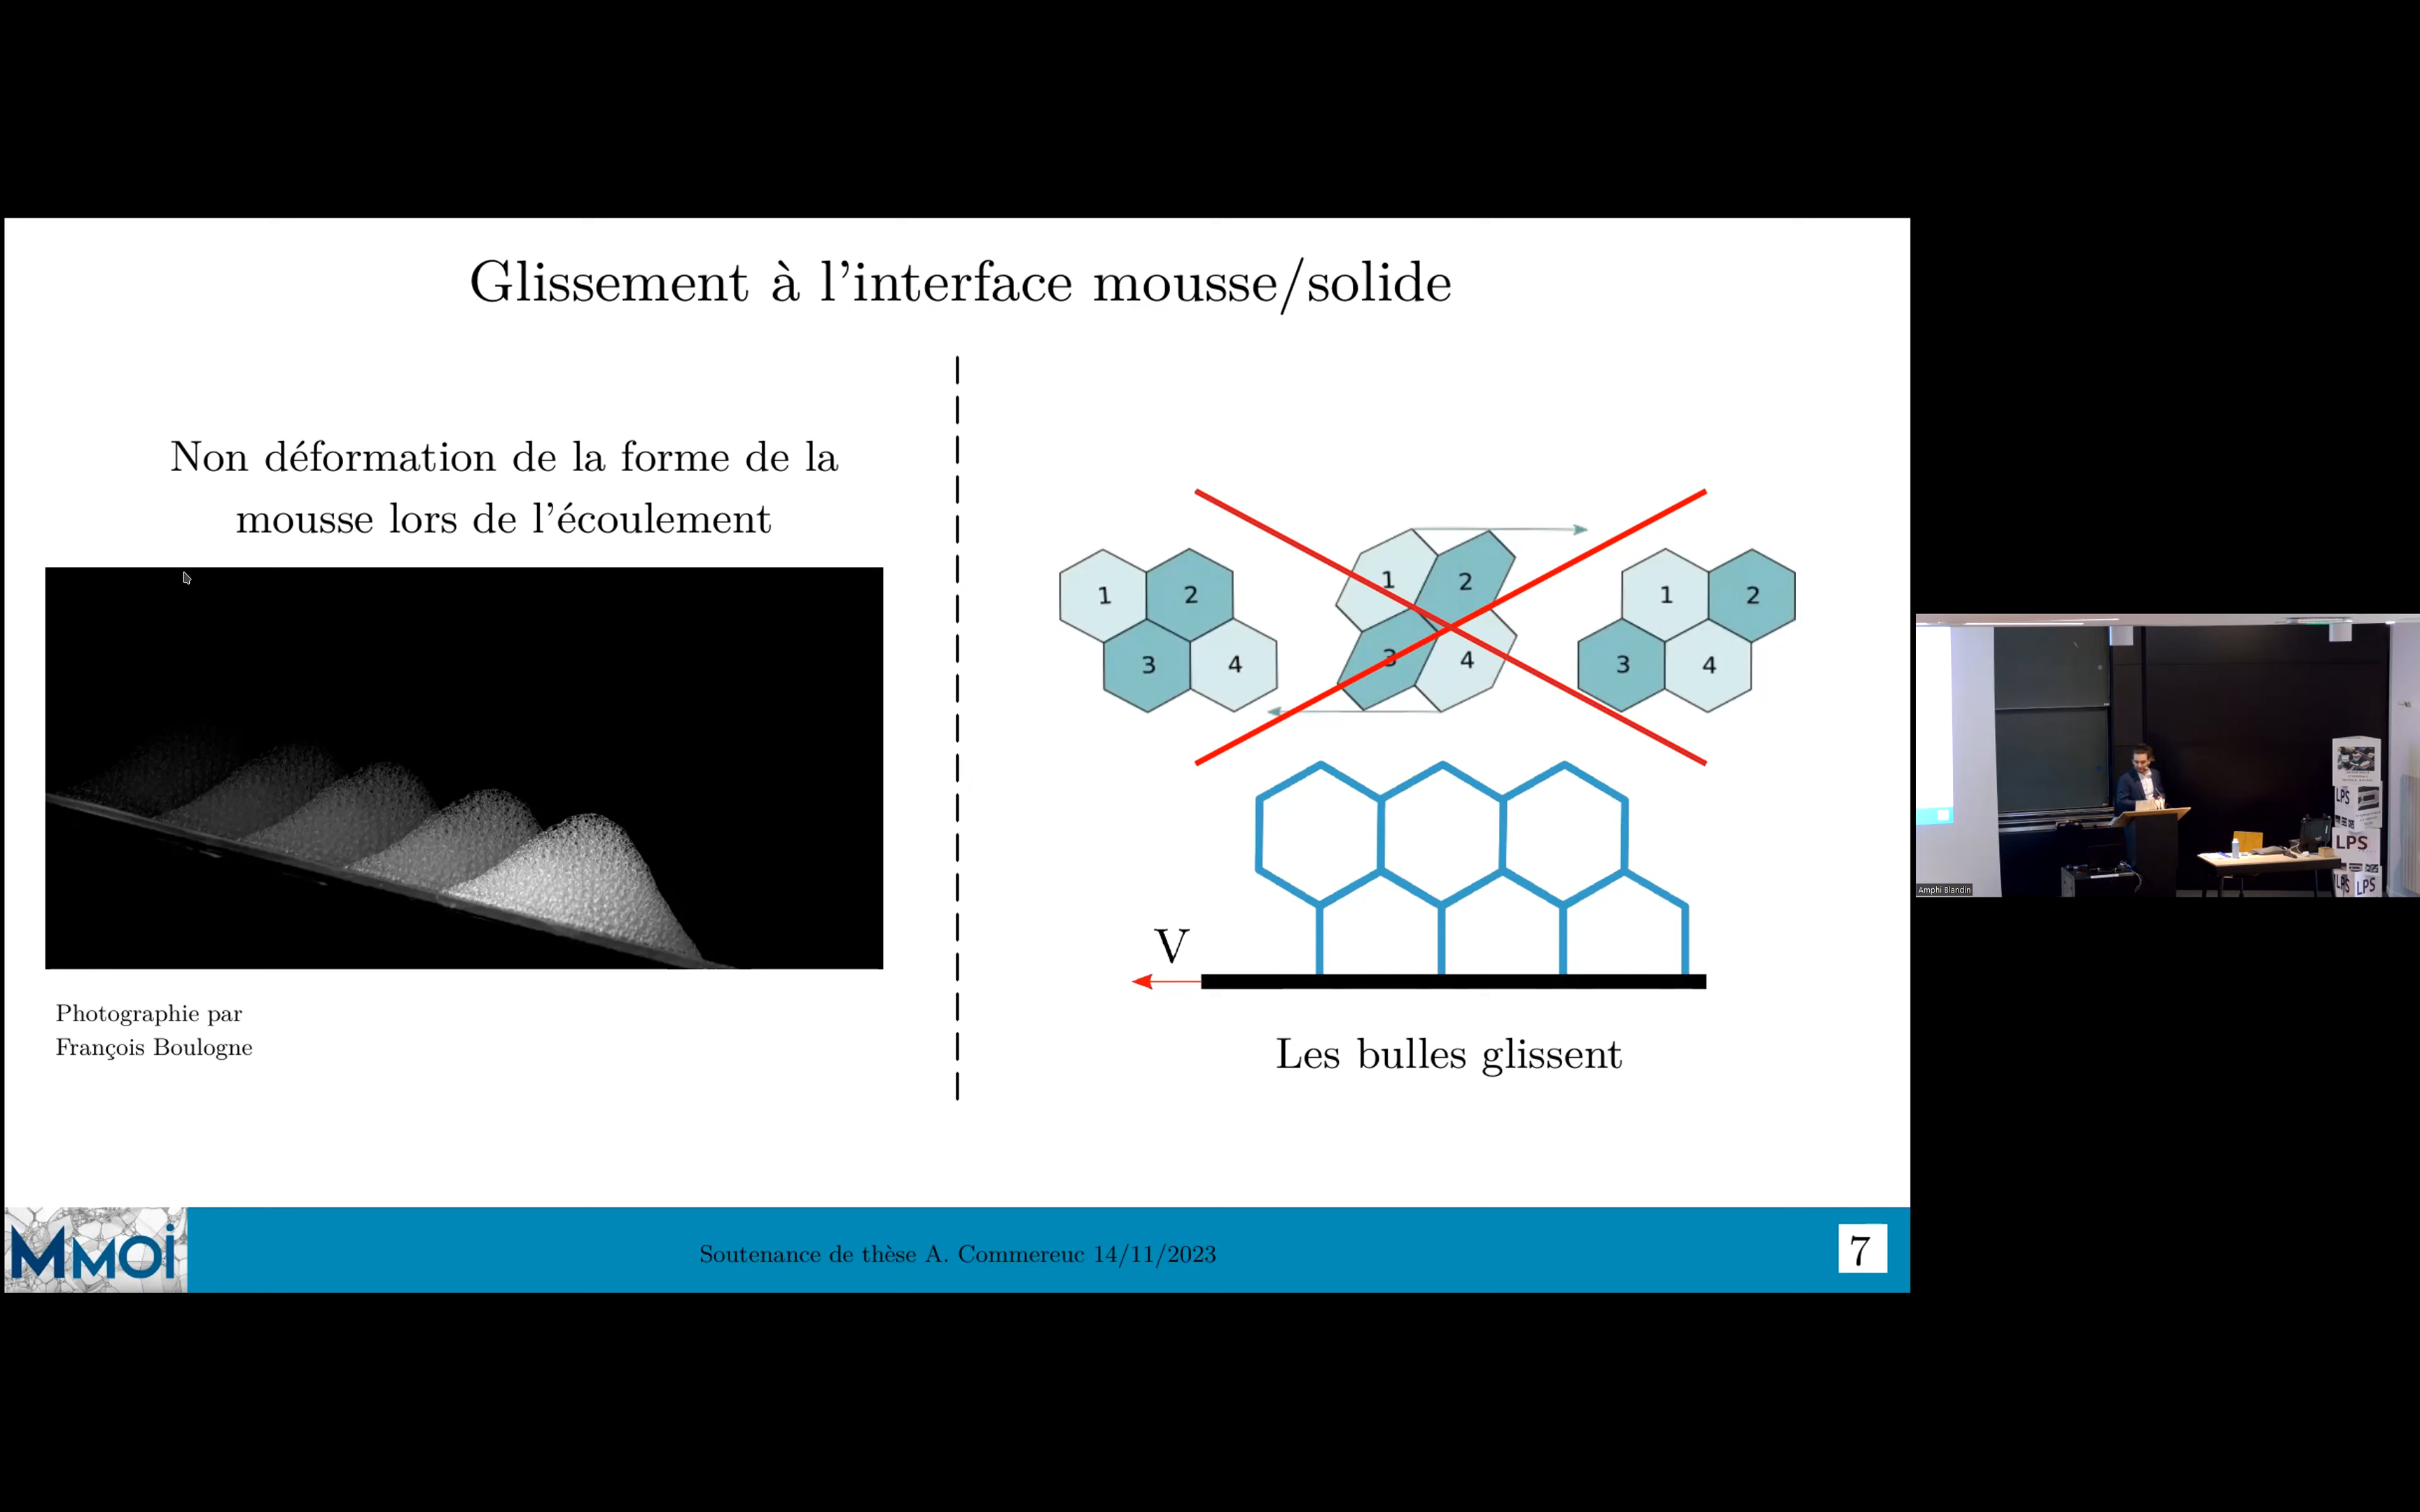 Glissement à l'interface mousse/solide
Non déformation de la forme de la
mousse lors de l'écoulement
Photographie par
François Boulogne
1
2
3
4
1
2
3
4
1
2
3
4
V
Les bulles glissent
MMOi
Soutenance de thèse A. Commereuc 14/11/2023
7
Amphi Blandin
LPS
LPS
LPS
LPS